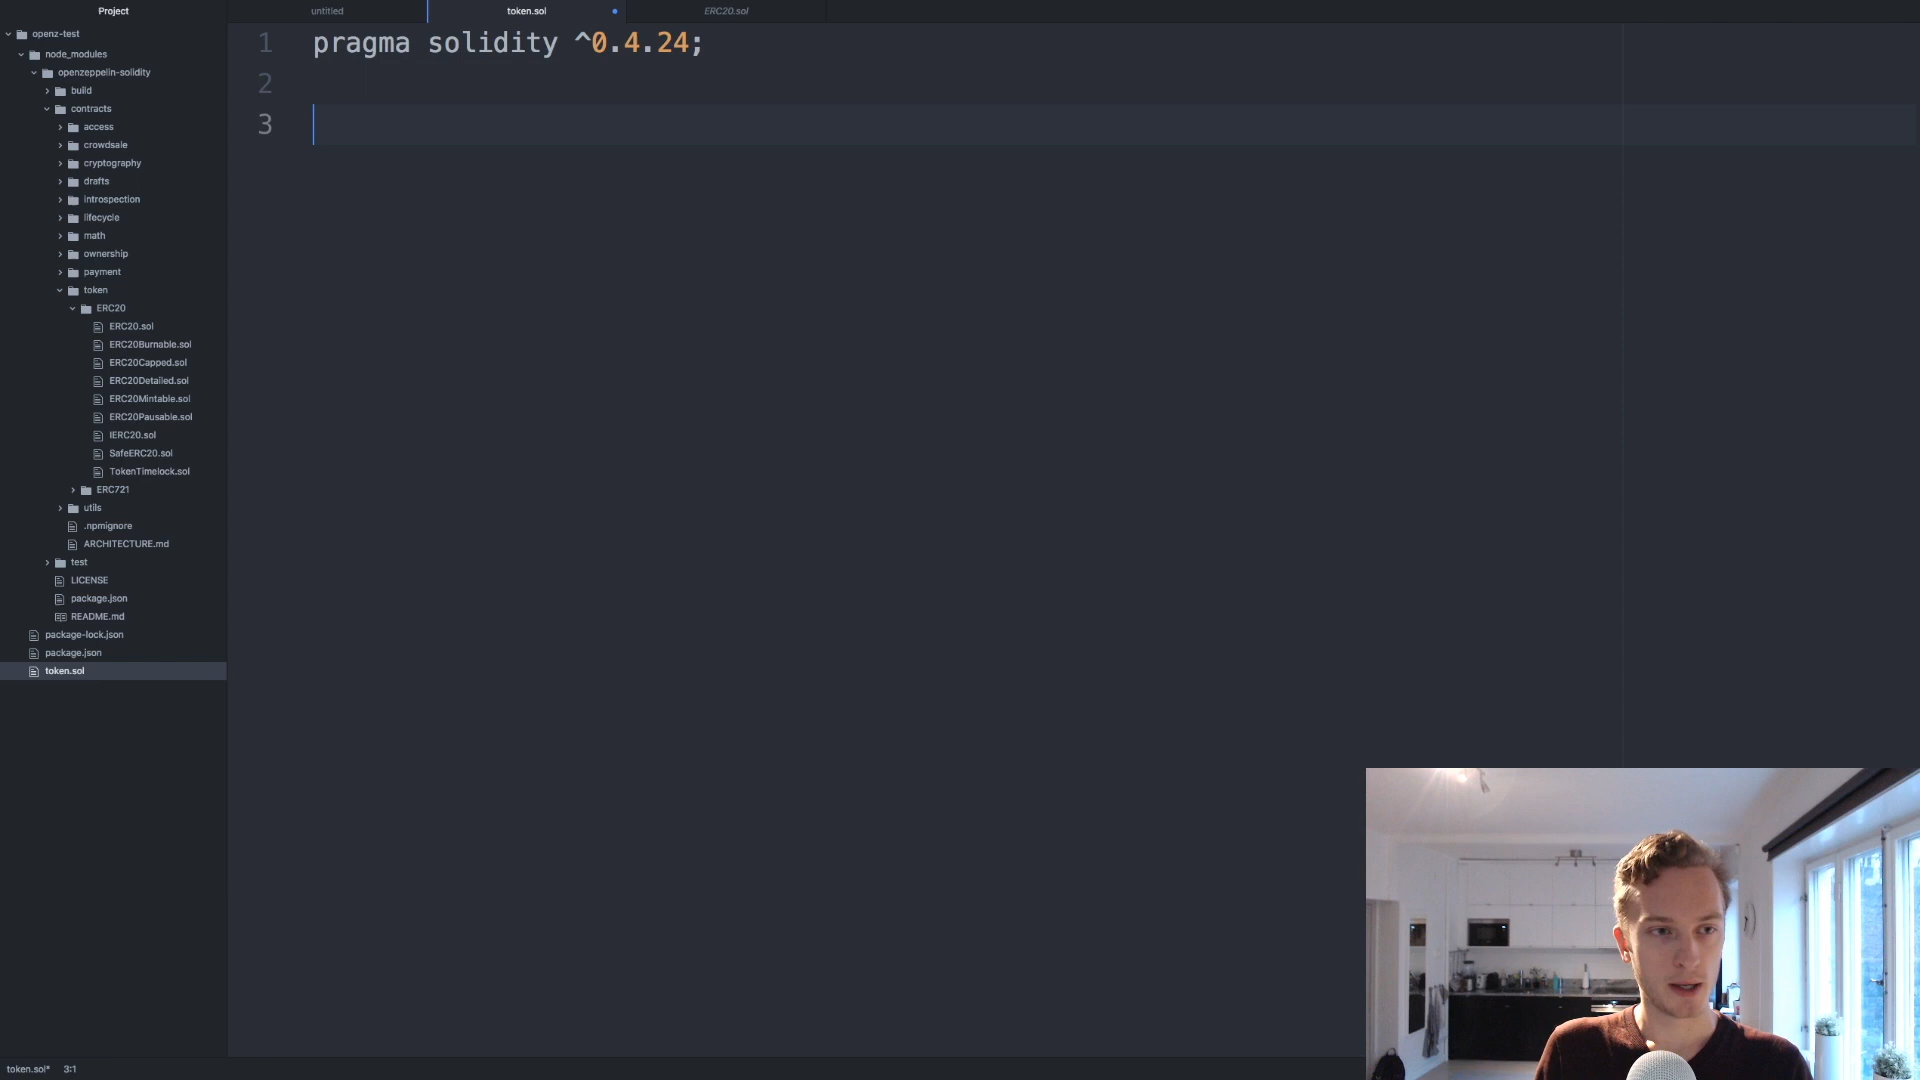 Project
untitled
token.sol
ERC20.sol
openz-test
node_modules
openzeppelin-solidity
build
contracts
access
crowdsale
cryptography
drafts
introspection
lifecycle
math
ownership
payment
token
ERC20
ERC20.sol
ERC20Burnable.sol
ERC20Capped.sol
ERC20Detailed.sol
ERC20Mintable.sol
ERC20Pausable.sol
IERC20.sol
SafeERC20.sol
TokenTimelock.sol
ERC721
utils
.npmignore
ARCHITECTURE.md
test
LICENSE
package.json
README.md
package-lock.json
package.json
token.sol
1 pragma solidity ^0.4.24;
2
3
token.sol* 3:1